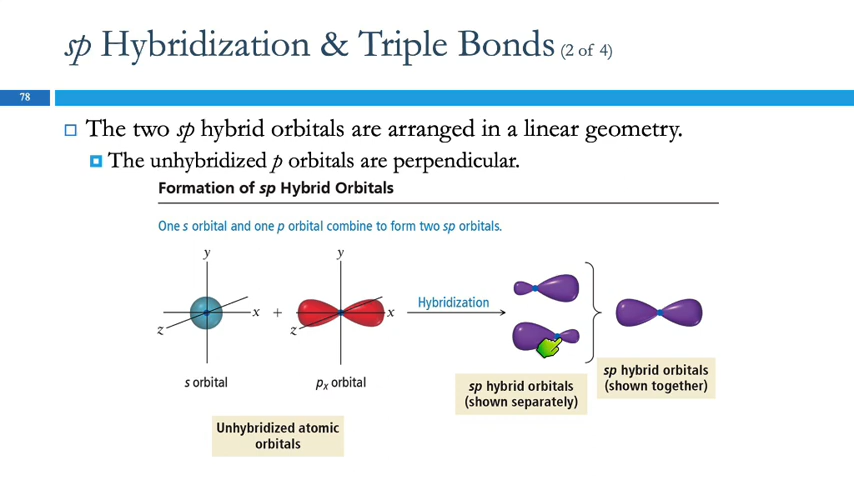 sp Hybridization & Triple Bonds (2 of 4)
78
The two sp hybrid orbitals are arranged in a linear geometry.
The unhybridized p orbitals are perpendicular.
Formation of sp Hybrid Orbitals
One s orbital and one p orbital combine to form two sp orbitals.
y
y
x
+
x
Hybridization
z
z
s orbital
px orbital
sp hybrid orbitals
(shown separately)
sp hybrid orbitals
(shown together)
Unhybridized atomic
orbitals